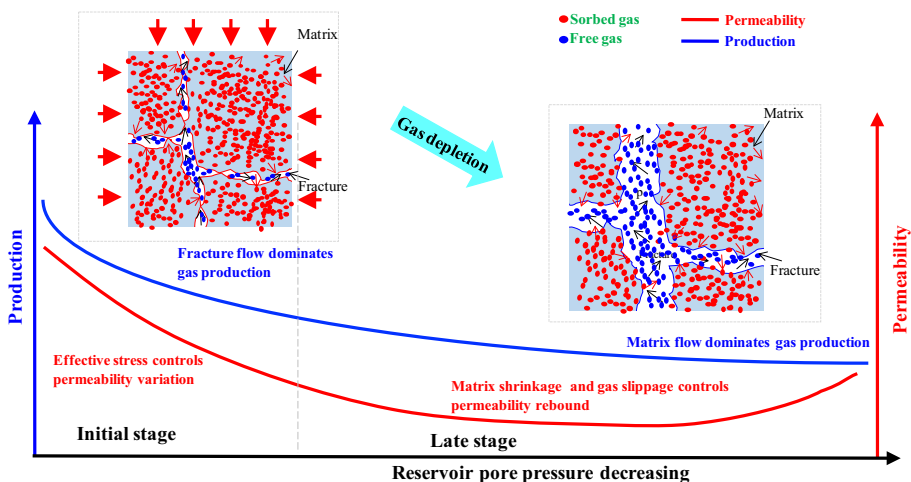 Sorbed gas
Free gas
Permeability
Production
Matrix
Fracture
Gas depletion
Matrix
Fracture
Production
Permeability
Fracture flow dominates
gas production
Matrix flow dominates gas production
Effective stress controls
permeability variation
Matrix shrinkage and gas slippage controls
permeability rebound
Initial stage
Late stage
Reservoir pore pressure decreasing